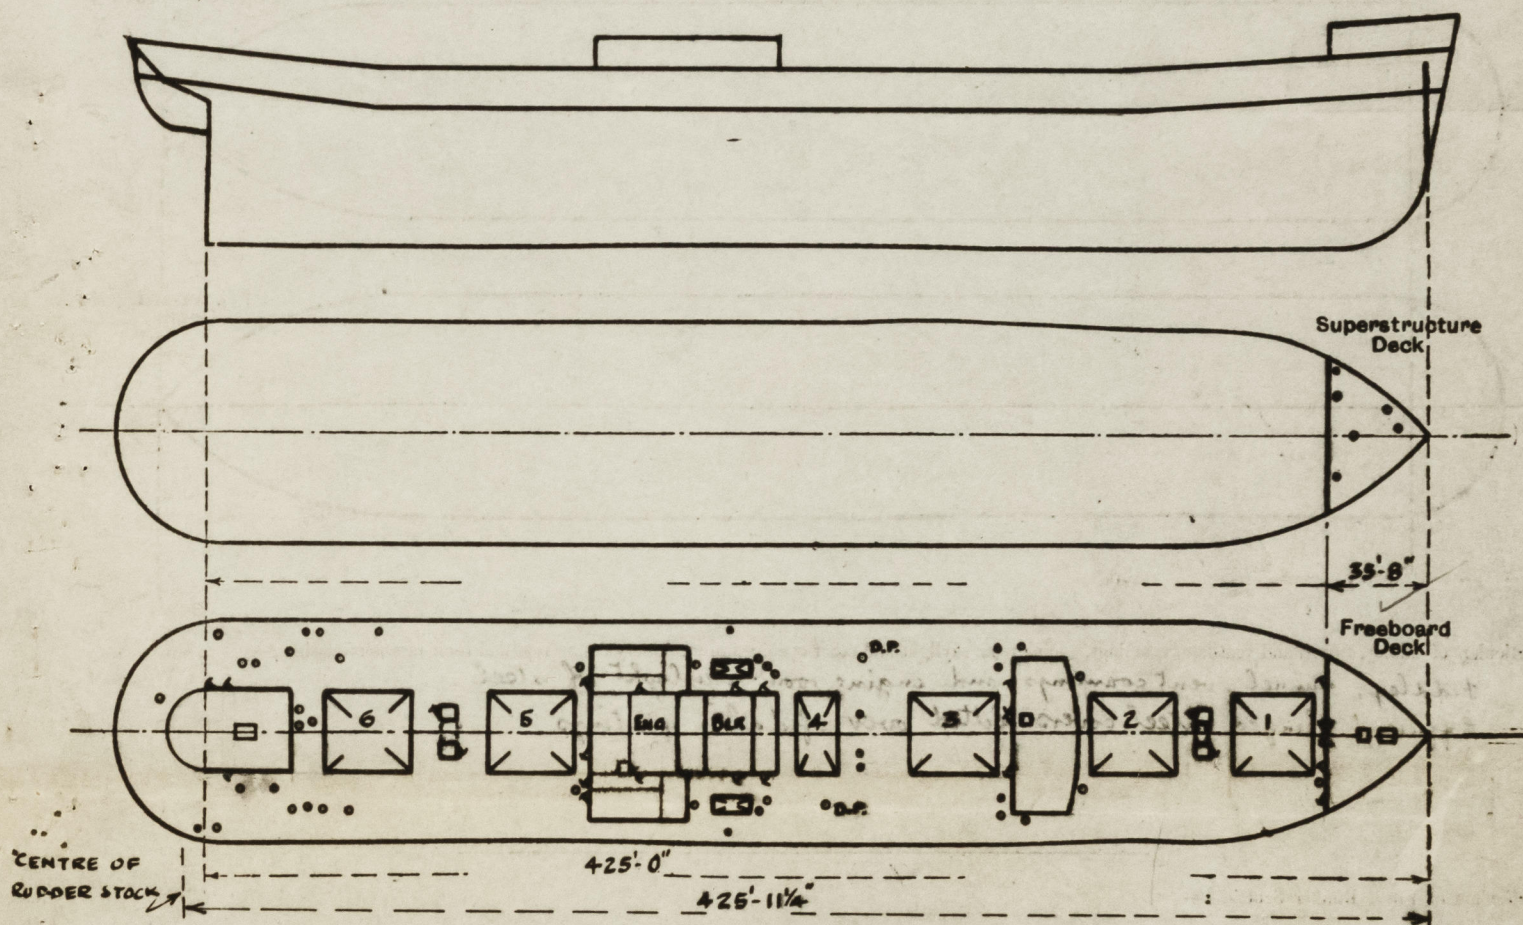 Superstructure
Deck
35'-8"
Freeboard
Deck
D.P.
6
5
ENG
BLR
4
3
2
1
D.P.
CENTRE OF
RUDDER STOCK
425'-0"
425'-11¼"